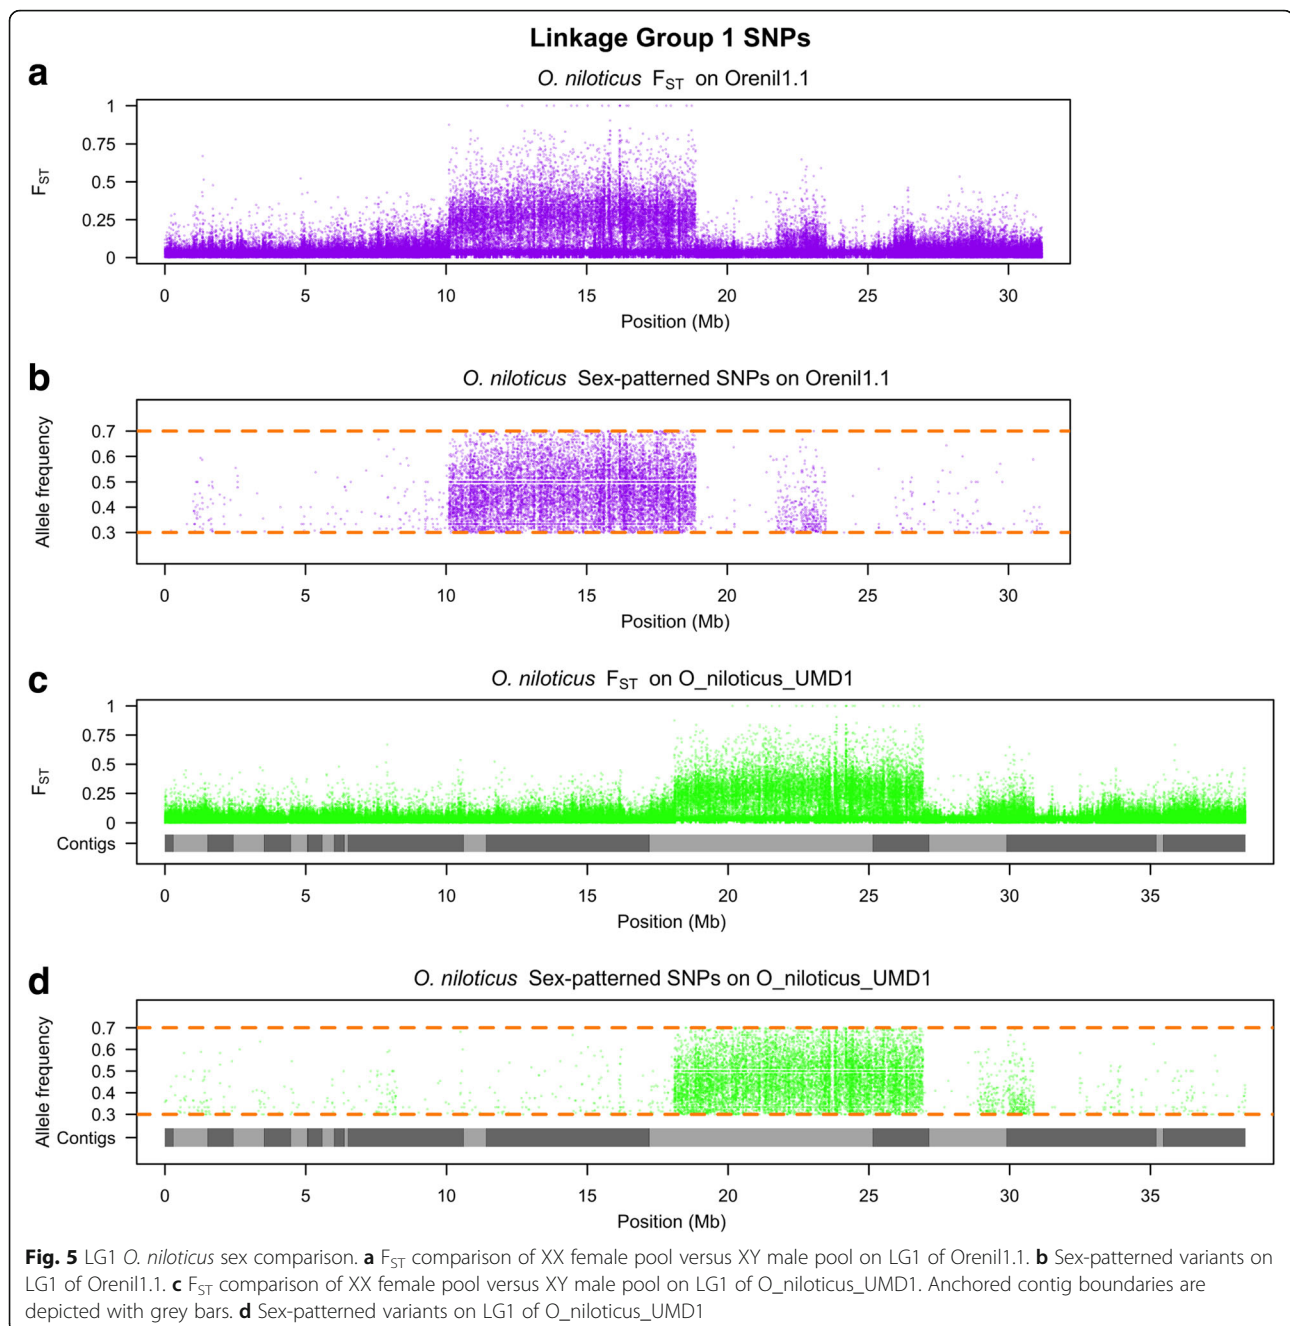 Linkage Group 1 SNPs
a
O. niloticus FST on Orenil1.1
1
0.75
0.5
0.25
0
FST
0 5 10 15 20 25 30
Position (Mb)
b
O. niloticus Sex-patterned SNPs on Orenil1.1
0.7
0.6
0.5
0.4
0.3
Allele frequency
0 5 10 15 20 25 30
Position (Mb)
c
O. niloticus FST on O_niloticus_UMD1
1
0.75
0.5
0.25
0
FST
Contigs
0 5 10 15 20 25 30 35
Position (Mb)
d
O. niloticus Sex-patterned SNPs on O_niloticus_UMD1
0.7
0.6
0.5
0.4
0.3
Allele frequency
Contigs
0 5 10 15 20 25 30 35
Position (Mb)
Fig. 5 LG1 O. niloticus sex comparison. a FST comparison of XX female pool versus XY male pool on LG1 of Orenil1.1. b Sex-patterned variants on
LG1 of Orenil1.1. c FST comparison of XX female pool versus XY male pool on LG1 of O_niloticus_UMD1. Anchored contig boundaries are
depicted with grey bars. d Sex-patterned variants on LG1 of O_niloticus_UMD1